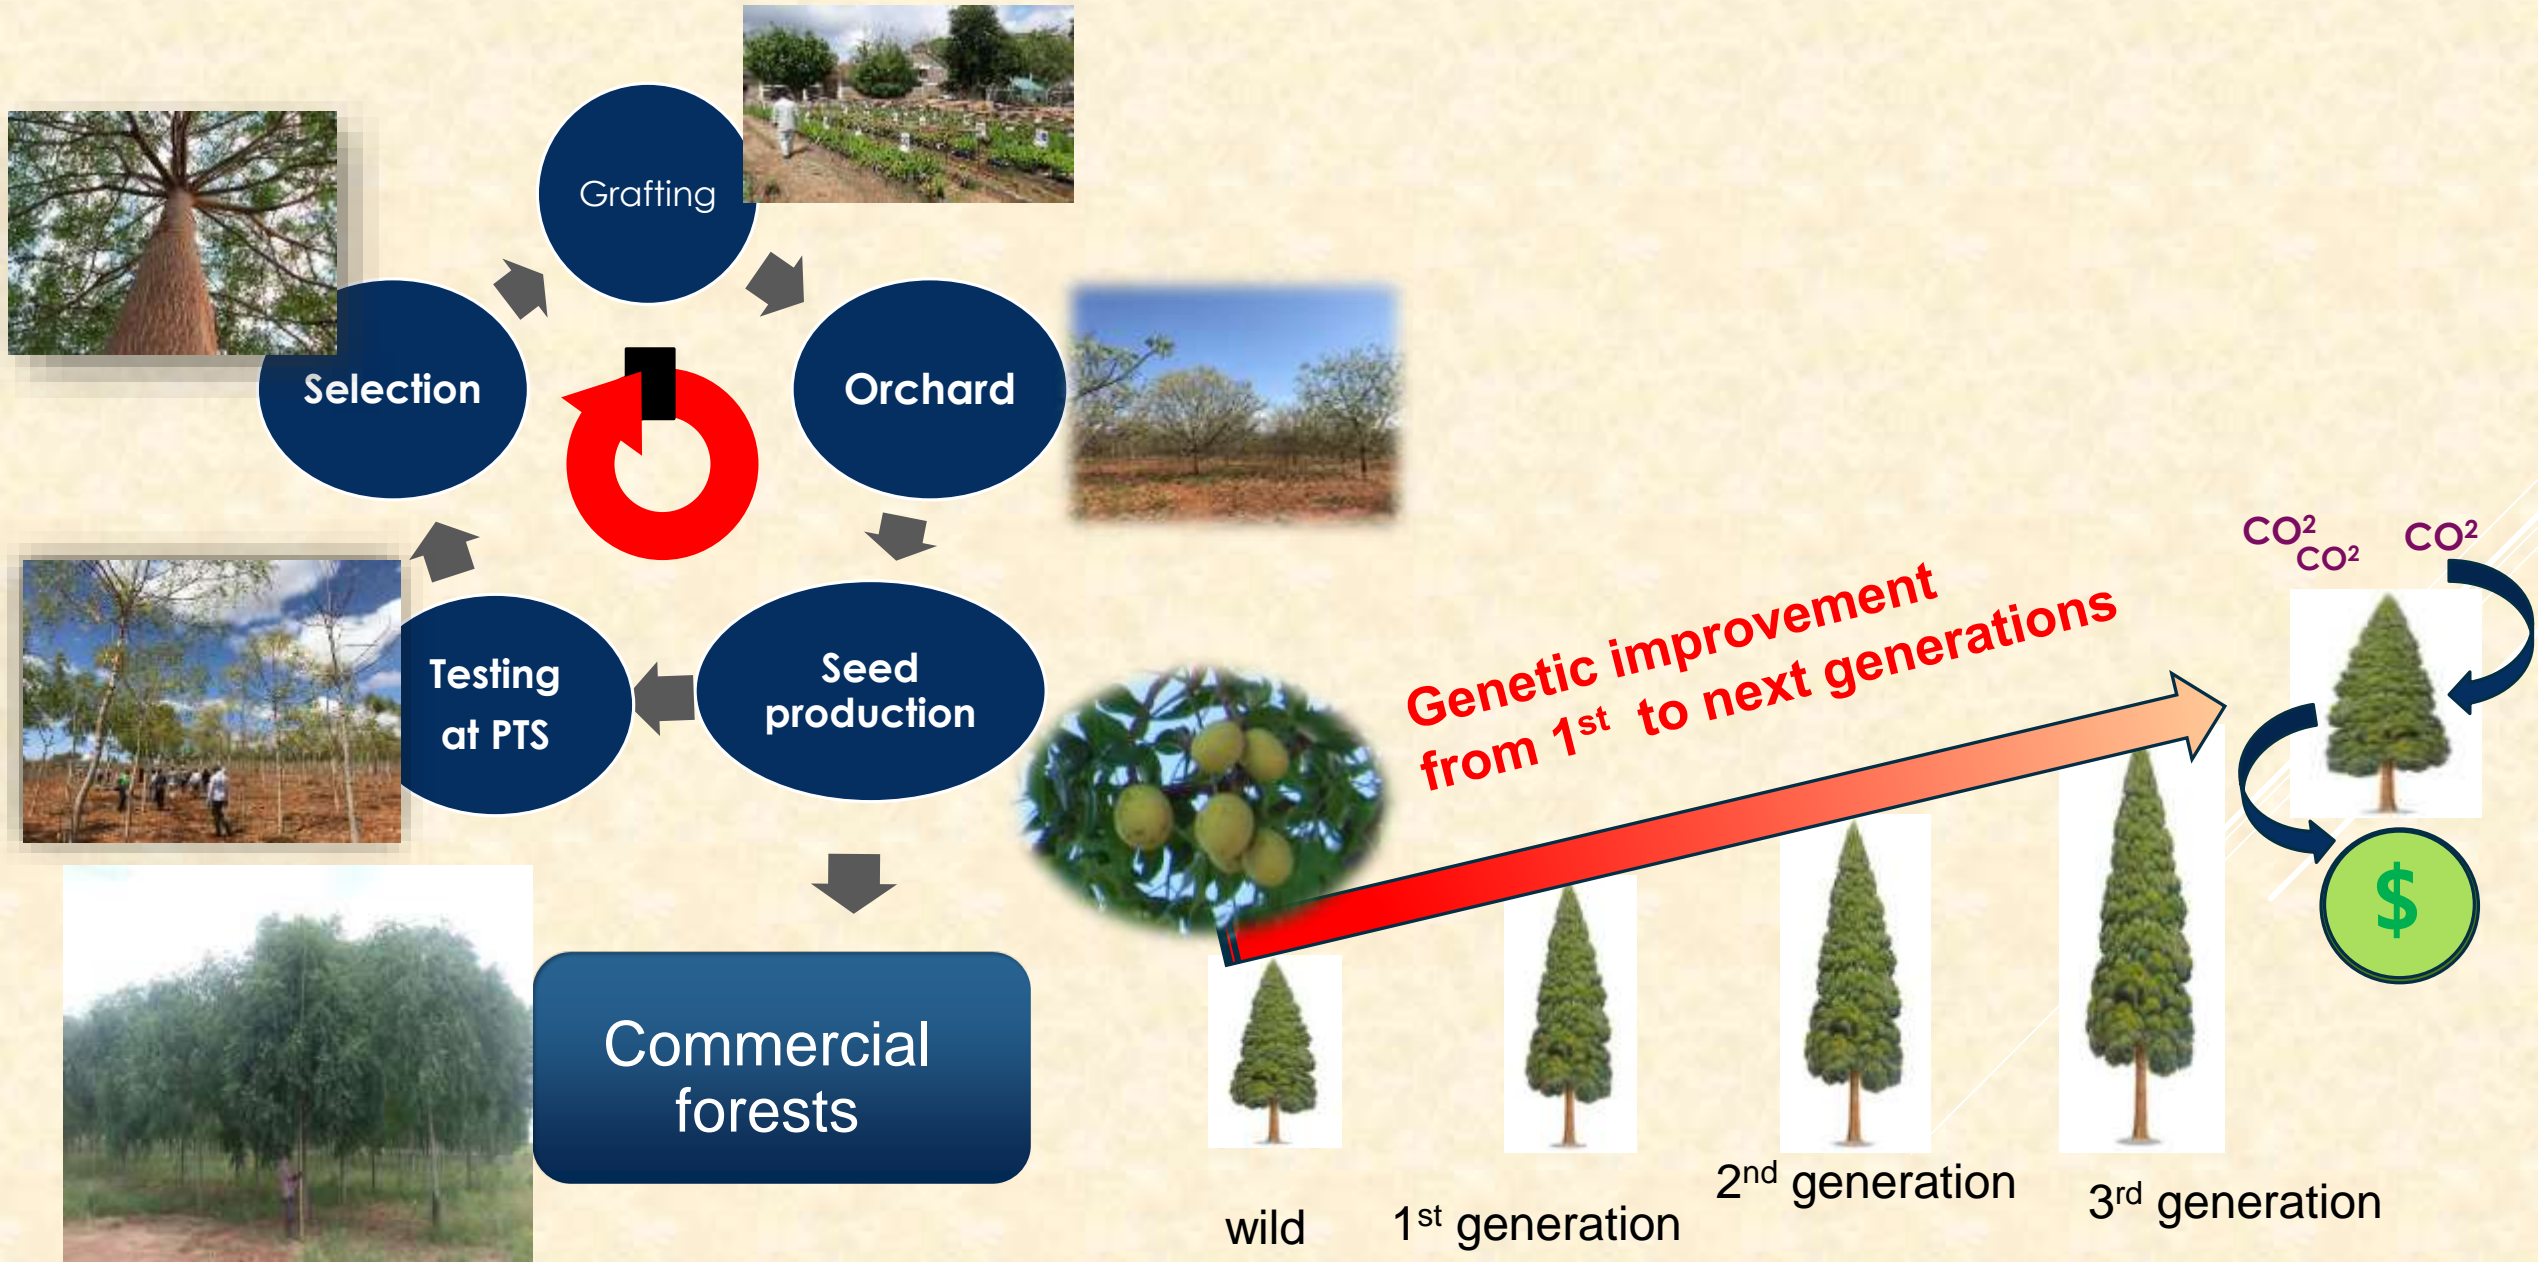 Grafting
Selection
Orchard
Testing
at PTS
Seed
production
Commercial
forests
Genetic improvement
from 1st  to next generations
CO²
CO²
CO²
$
wild
1st generation
2nd generation
3rd generation